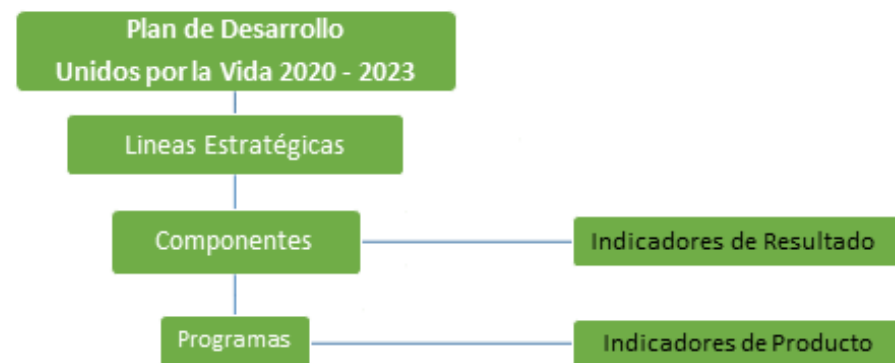 Plan de Desarrollo
Unidos por la Vida 2020 - 2023
Lineas Estratégicas
Componentes
Indicadores de Resultado
Programas
Indicadores de Producto